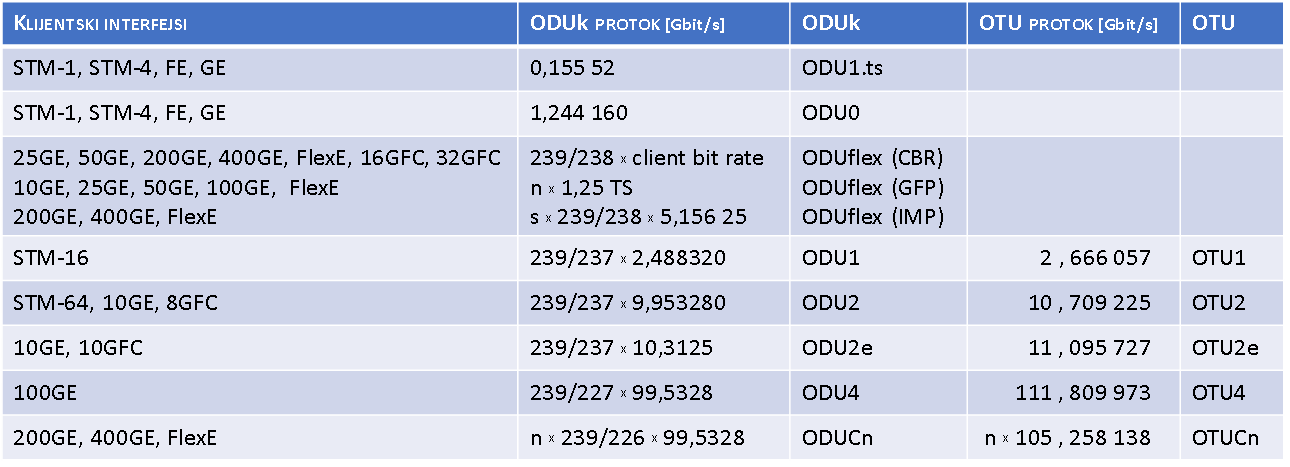 KLIJENTSKI INTERFEJSI ODUk PROTOK [Gbit/s] ODUk OTU PROTOK [Gbit/s] OTU
STM-1, STM-4, FE, GE 0,155 52 ODU1.ts
STM-1, STM-4, FE, GE 1,244 160 ODU0
25GE, 50GE, 200GE, 400GE, FlexE, 16GFC, 32GFC 239/238 x client bit rate ODUflex (CBR)
10GE, 25GE, 50GE, 100GE, FlexE n x 1,25 TS ODUflex (GFP)
200GE, 400GE, FlexE s x 239/238 x 5,156 25 ODUflex (IMP)
STM-16 239/237 x 2,488320 ODU1 2 , 666 057 OTU1
STM-64, 10GE, 8GFC 239/237 x 9,953280 ODU2 10 , 709 225 OTU2
10GE, 10GFC 239/237 x 10,3125 ODU2e 11 , 095 727 OTU2e
100GE 239/227 x 99,5328 ODU4 111 , 809 973 OTU4
200GE, 400GE, FlexE n x 239/226 x 99,5328 ODUCn n x 105 , 258 138 OTUCn